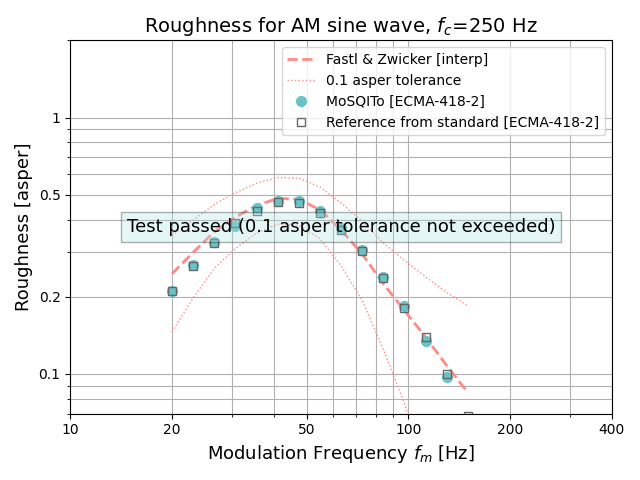 Roughness for AM sine wave, f_c=250 Hz
Fastl & Zwicker [interp]
0.1 asper tolerance
MoSQITo [ECMA-418-2]
Reference from standard [ECMA-418-2]
1
0.5
0.2
0.1
Roughness [asper]
Test passed (0.1 asper tolerance not exceeded)
10 20 50 100 200 400
Modulation Frequency f_m [Hz]